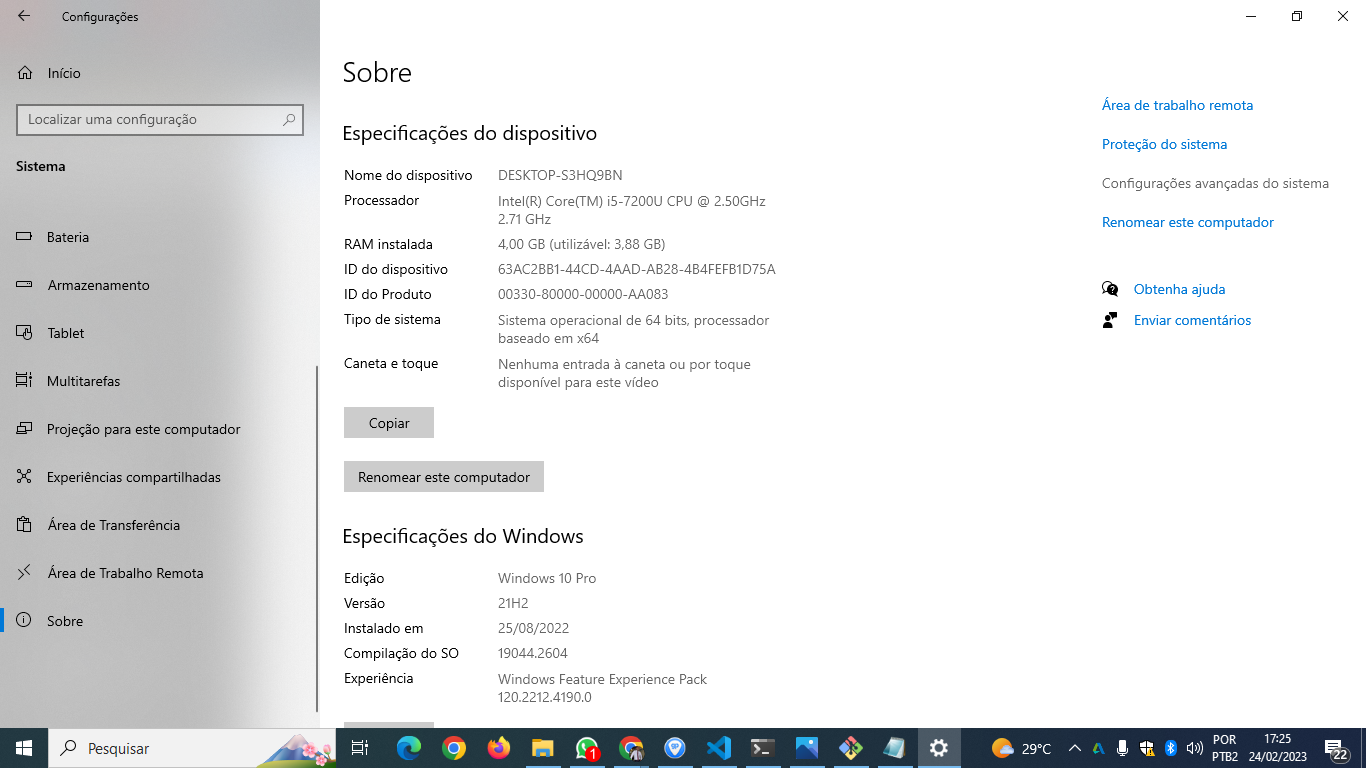 Configurações
Início
Localizar uma configuração
Sistema
Bateria
Armazenamento
Tablet
Multitarefas
Projeção para este computador
Experiências compartilhadas
Área de Transferência
Área de Trabalho Remota
Sobre
Sobre
Especificações do dispositivo
Nome do dispositivo DESKTOP-S3HQ9BN
Processador Intel(R) Core(TM) i5-7200U CPU @ 2.50GHz
2.71 GHz
RAM instalada 4,00 GB (utilizável: 3,88 GB)
ID do dispositivo 63AC2BB1-44CD-4AAD-AB28-4B4FEFB1D75A
ID do Produto 00330-80000-00000-AA083
Tipo de sistema Sistema operacional de 64 bits, processador
baseado em x64
Caneta e toque Nenhuma entrada à caneta ou por toque
disponível para este vídeo
Copiar
Renomear este computador
Especificações do Windows
Edição Windows 10 Pro
Versão 21H2
Instalado em 25/08/2022
Compilação do SO 19044.2604
Experiência Windows Feature Experience Pack
120.2212.4190.0
Área de trabalho remota
Proteção do sistema
Configurações avançadas do sistema
Renomear este computador
Obtenha ajuda
Enviar comentários
Pesquisar
1
29°C
POR
PTB2
17:25
24/02/2023
22